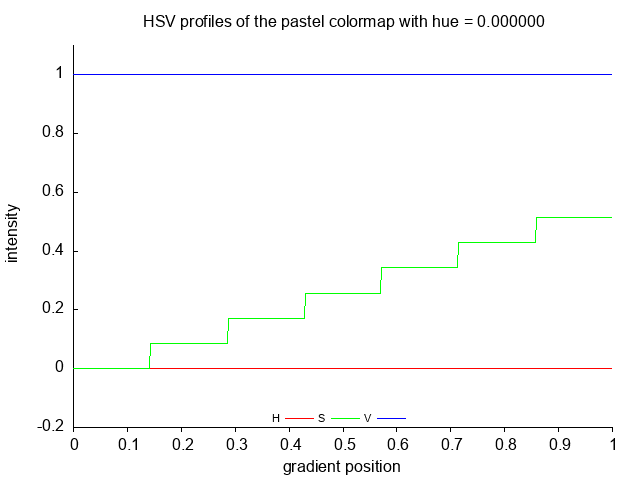 HSV profiles of the pastel colormap with hue = 0.000000
1
0.8
0.6
0.4
0.2
0
-0.2
intensity
H S V
0 0.1 0.2 0.3 0.4 0.5 0.6 0.7 0.8 0.9 1
gradient position